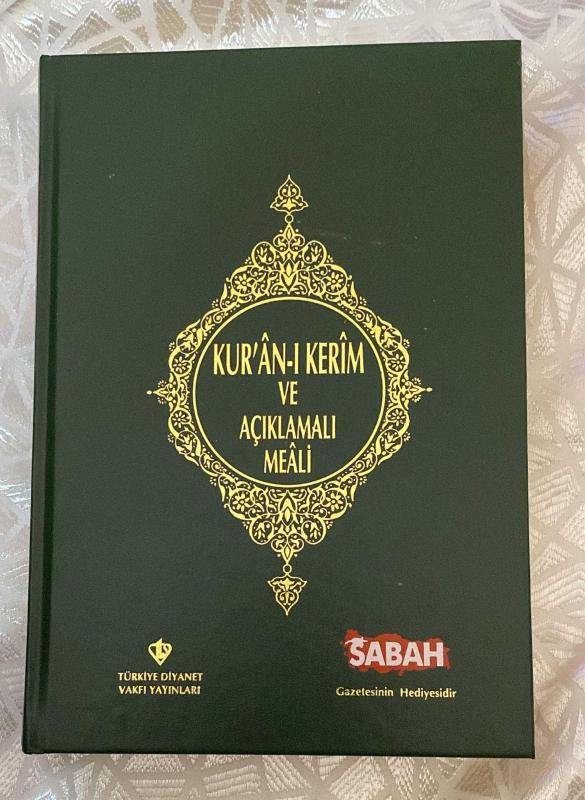 KUR'ÂN-I KERÎM
VE
AÇIKLAMALI
MEÂLİ
TÜRKİYE DİYANET
VAKFI YAYINLARI
SABAH
Gazetesinin Hediyesidir